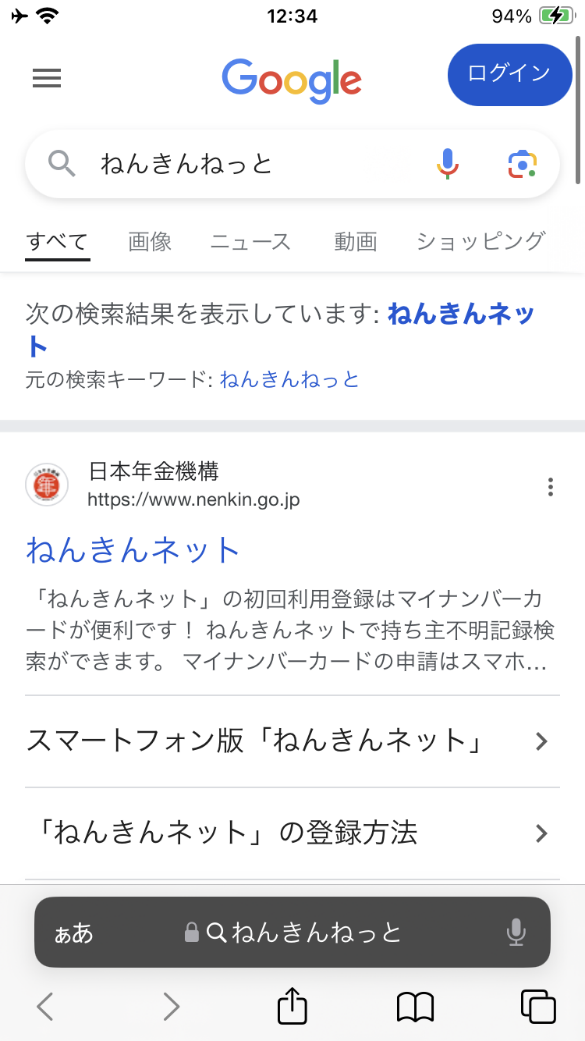 12:34
94%
Google
ログイン
ねんきんねっと
すべて 画像 ニュース 動画 ショッピング
次の検索結果を表示しています: ねんきんネッ
ト
元の検索キーワード: ねんきんねっと
日本年金機構
https://www.nenkin.go.jp
ねんきんネット
「ねんきんネット」の初回利用登録はマイナンバーカ
ードが便利です！ ねんきんネットで持ち主不明記録検
索ができます。 マイナンバーカードの申請はスマホ...
スマートフォン版「ねんきんネット」
「ねんきんネット」の登録方法
ぁあ ねんきんねっと